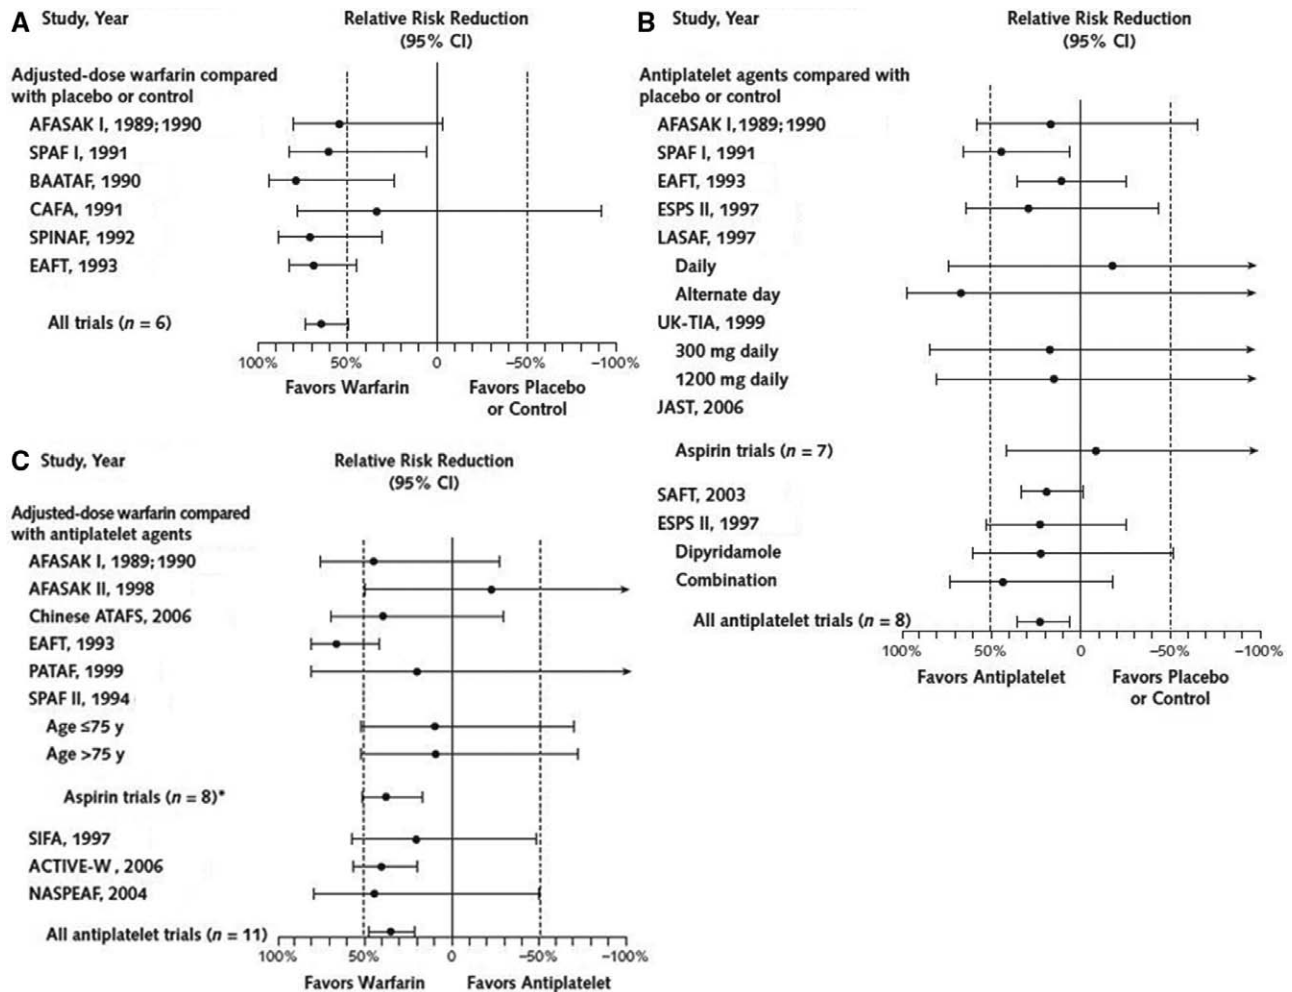 A Study, Year Relative Risk Reduction
(95% CI)
Adjusted-dose warfarin compared
with placebo or control
AFASAK I, 1989; 1990
SPAF I, 1991
BAATAF, 1990
CAFA, 1991
SPINAF, 1992
EAFT, 1993
All trials (n = 6)
100% 50% 0 –50% –100%
Favors Warfarin Favors Placebo
or Control
B Study, Year Relative Risk Reduction
(95% CI)
Antiplatelet agents compared with
placebo or control
AFASAK I, 1989; 1990
SPAF I, 1991
EAFT, 1993
ESPS II, 1997
LASAF, 1997
Daily
Alternate day
UK-TIA, 1999
300 mg daily
1200 mg daily
JAST, 2006
Aspirin trials (n = 7)
SAFT, 2003
ESPS II, 1997
Dipyridamole
Combination
All antiplatelet trials (n = 8)
100% 50% 0 –50% –100%
Favors Antiplatelet Favors Placebo
or Control
C Study, Year Relative Risk Reduction
(95% CI)
Adjusted-dose warfarin compared
with antiplatelet agents
AFASAK I, 1989; 1990
AFASAK II, 1998
Chinese ATAFS, 2006
EAFT, 1993
PATAF, 1999
SPAF II, 1994
Age ≤75 y
Age >75 y
Aspirin trials (n = 8)*
SIFA, 1997
ACTIVE-W, 2006
NASPEAF, 2004
All antiplatelet trials (n = 11)
100% 50% 0 –50% –100%
Favors Warfarin Favors Antiplatelet